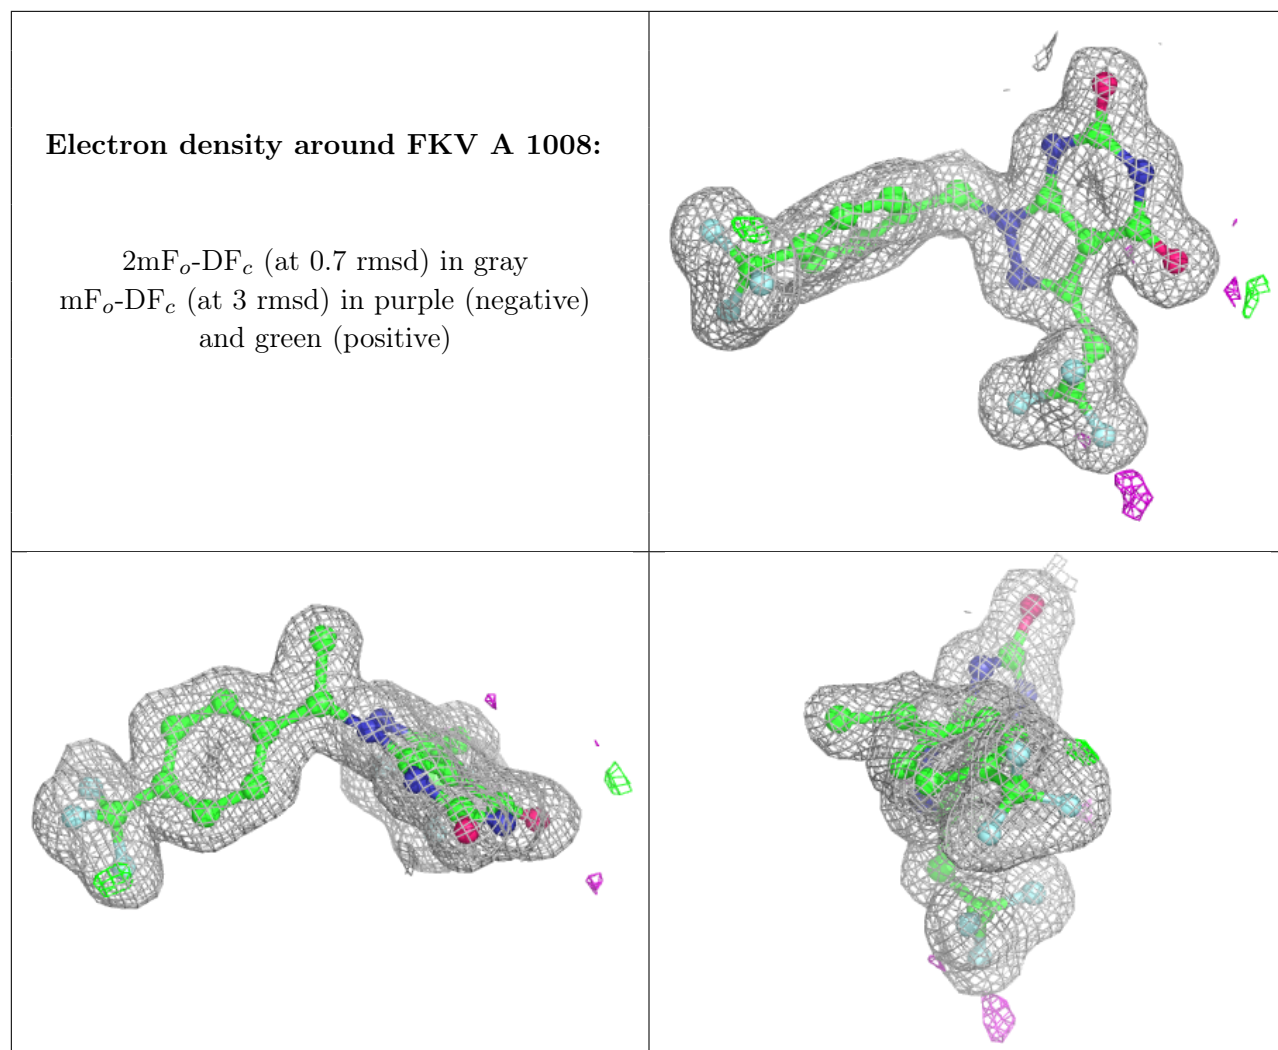 Electron density around FKV A 1008:
2mFo-DFc (at 0.7 rmsd) in gray
mFo-DFc (at 3 rmsd) in purple (negative)
and green (positive)